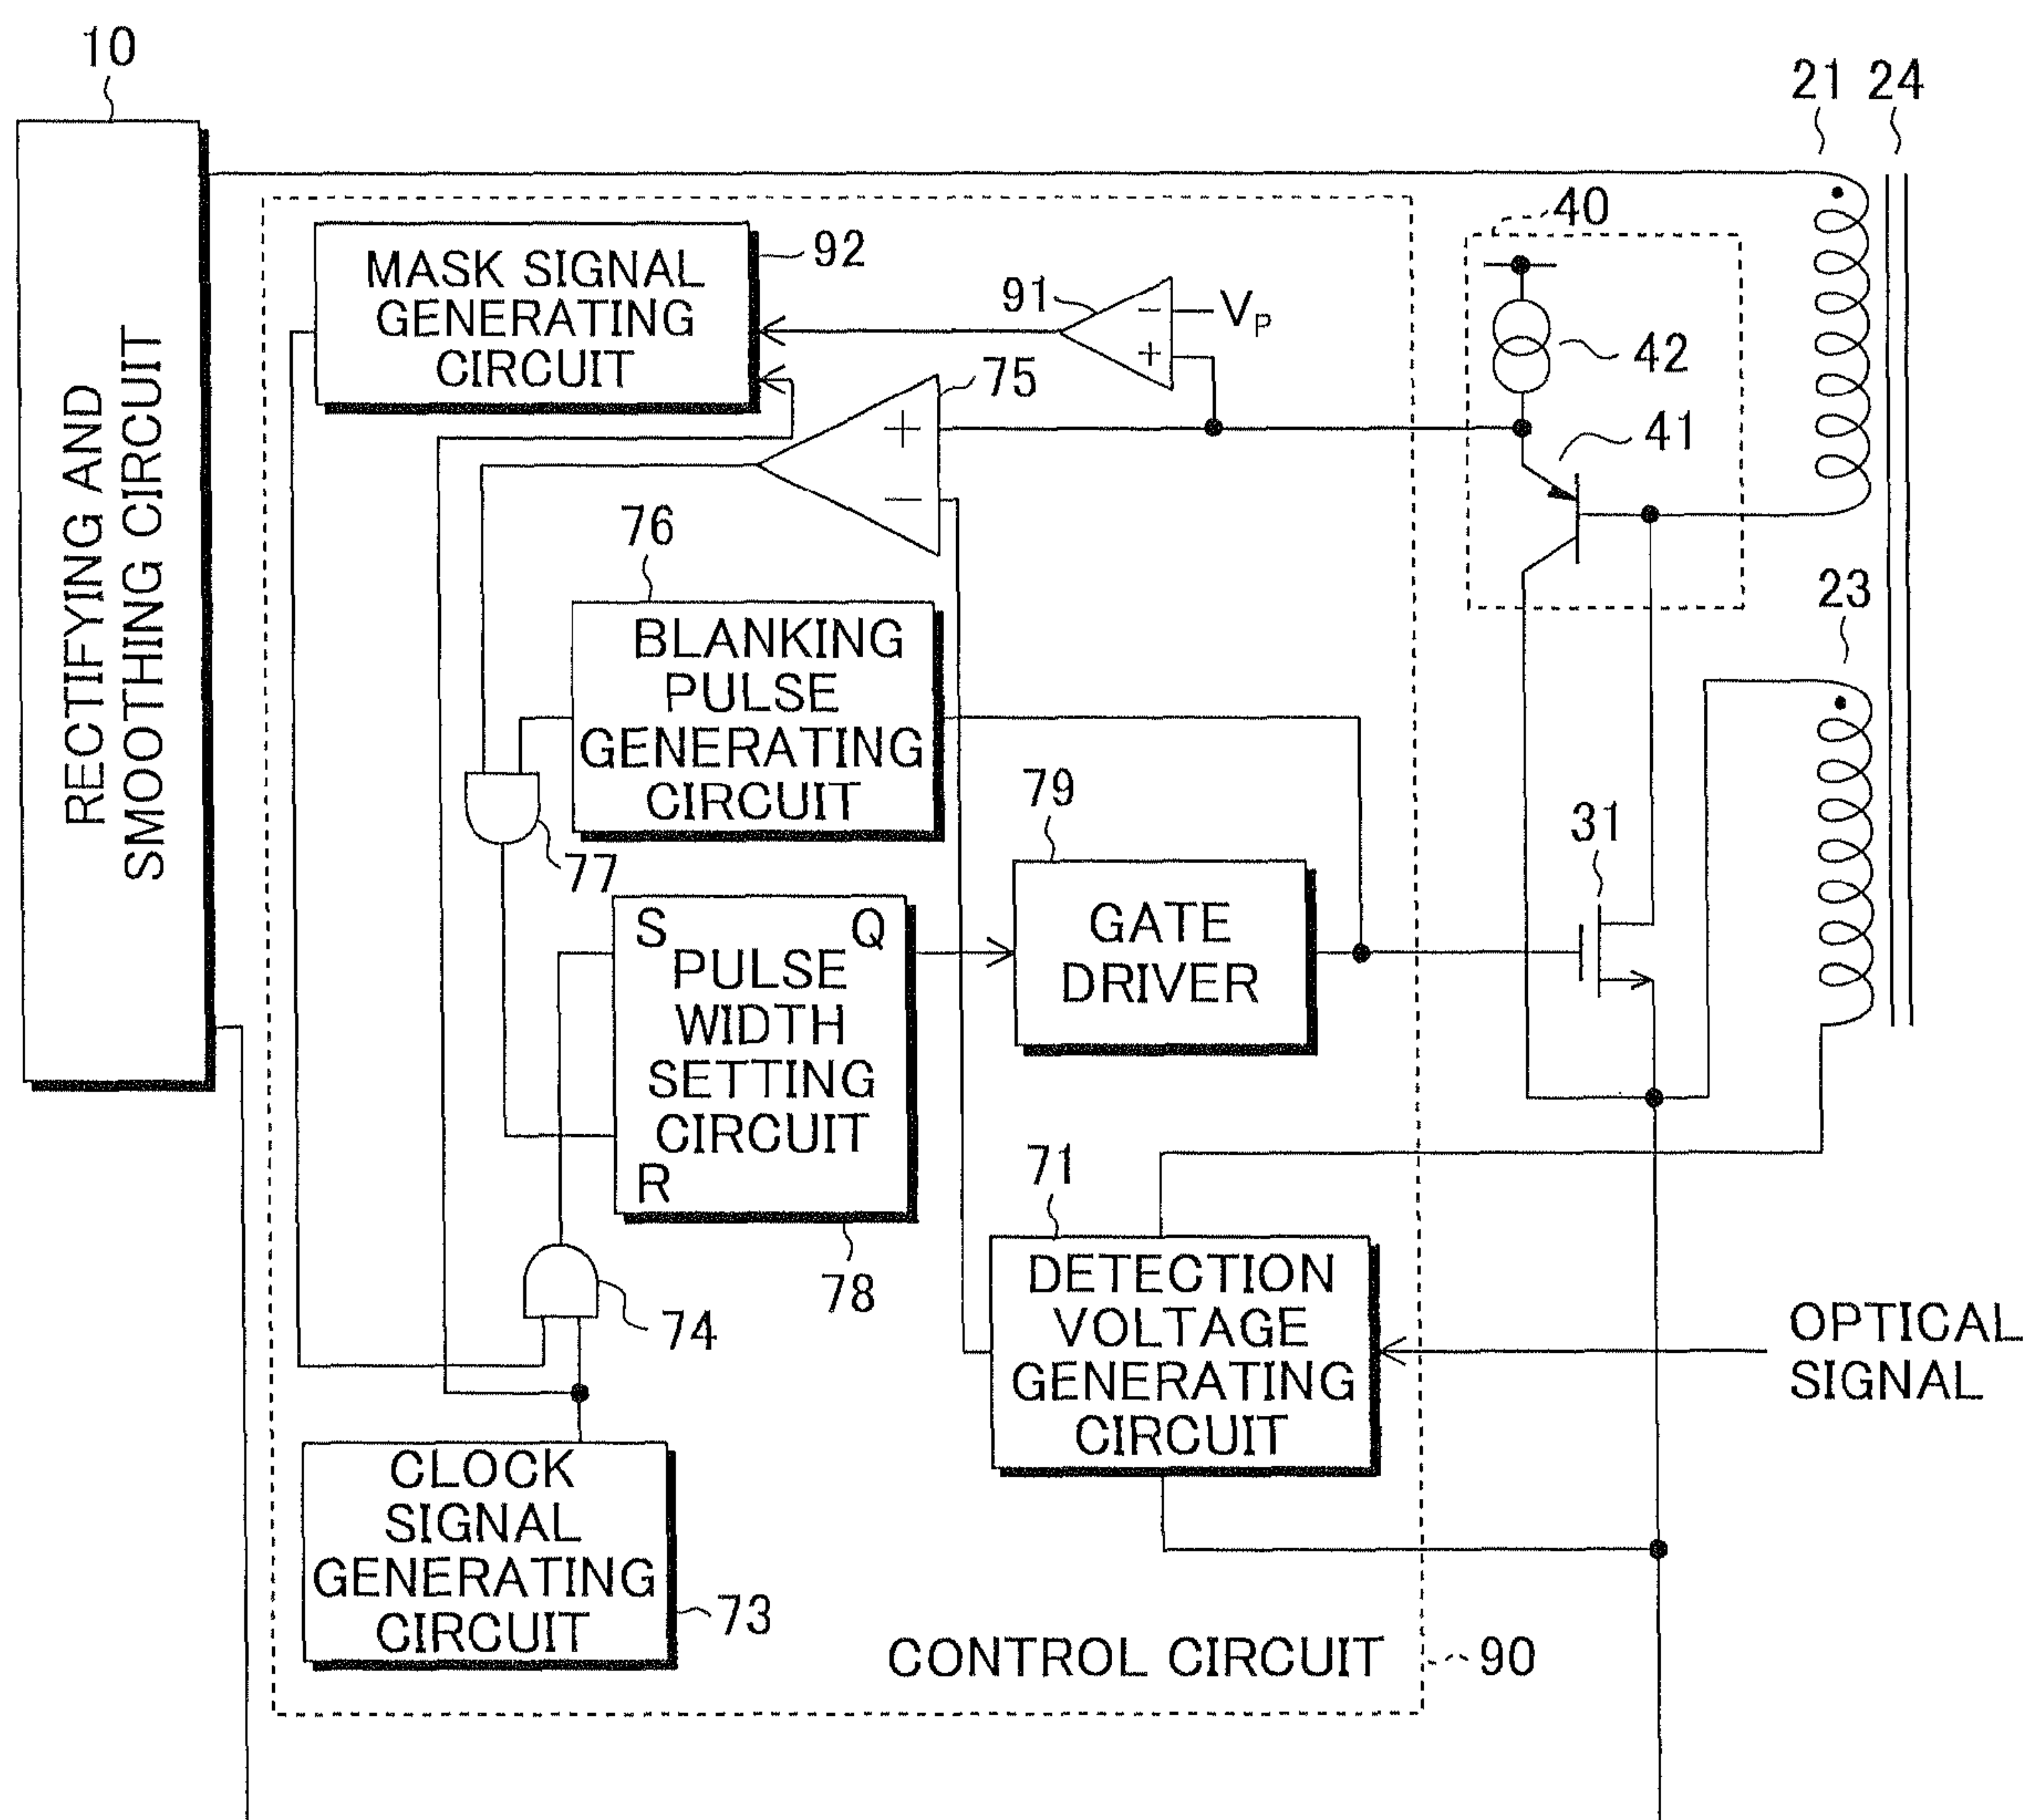 10
21 24
40
MASK SIGNAL
GENERATING
CIRCUIT
92
91
−
V_P
+
42
75
+
−
41
RECTIFYING AND
SMOOTHING CIRCUIT
76
BLANKING
PULSE
GENERATING
CIRCUIT
23
77
79
31
GATE
DRIVER
S
Q
PULSE
WIDTH
SETTING
CIRCUIT
R
78
71
DETECTION
VOLTAGE
GENERATING
CIRCUIT
OPTICAL
SIGNAL
74
CLOCK
SIGNAL
GENERATING
CIRCUIT
73
CONTROL CIRCUIT
90